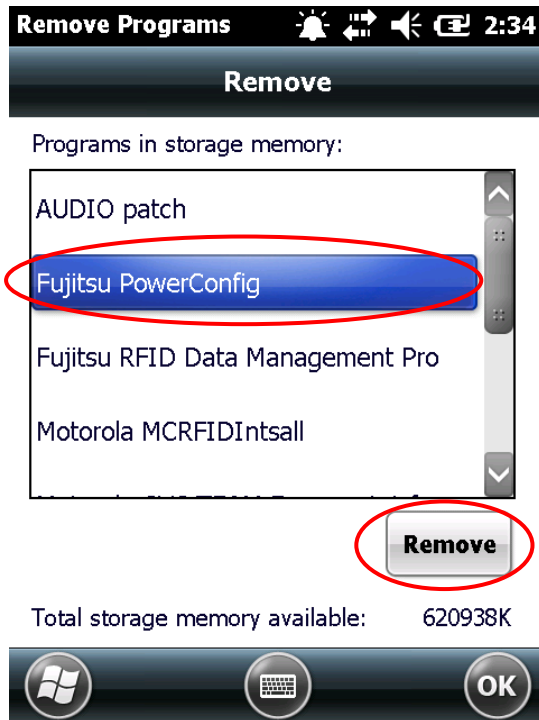 Remove Programs 2:34
Remove
Programs in storage memory:
AUDIO patch
Fujitsu PowerConfig
Fujitsu RFID Data Management Pro
Motorola MCRFIDIntsall
Remove
Total storage memory available: 620938K
OK